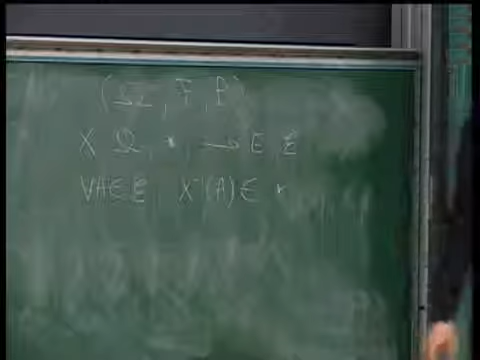 (Ω, F, P)
X Ω, → E, ℰ
∀A∈ℰ, X⁻¹(A)∈